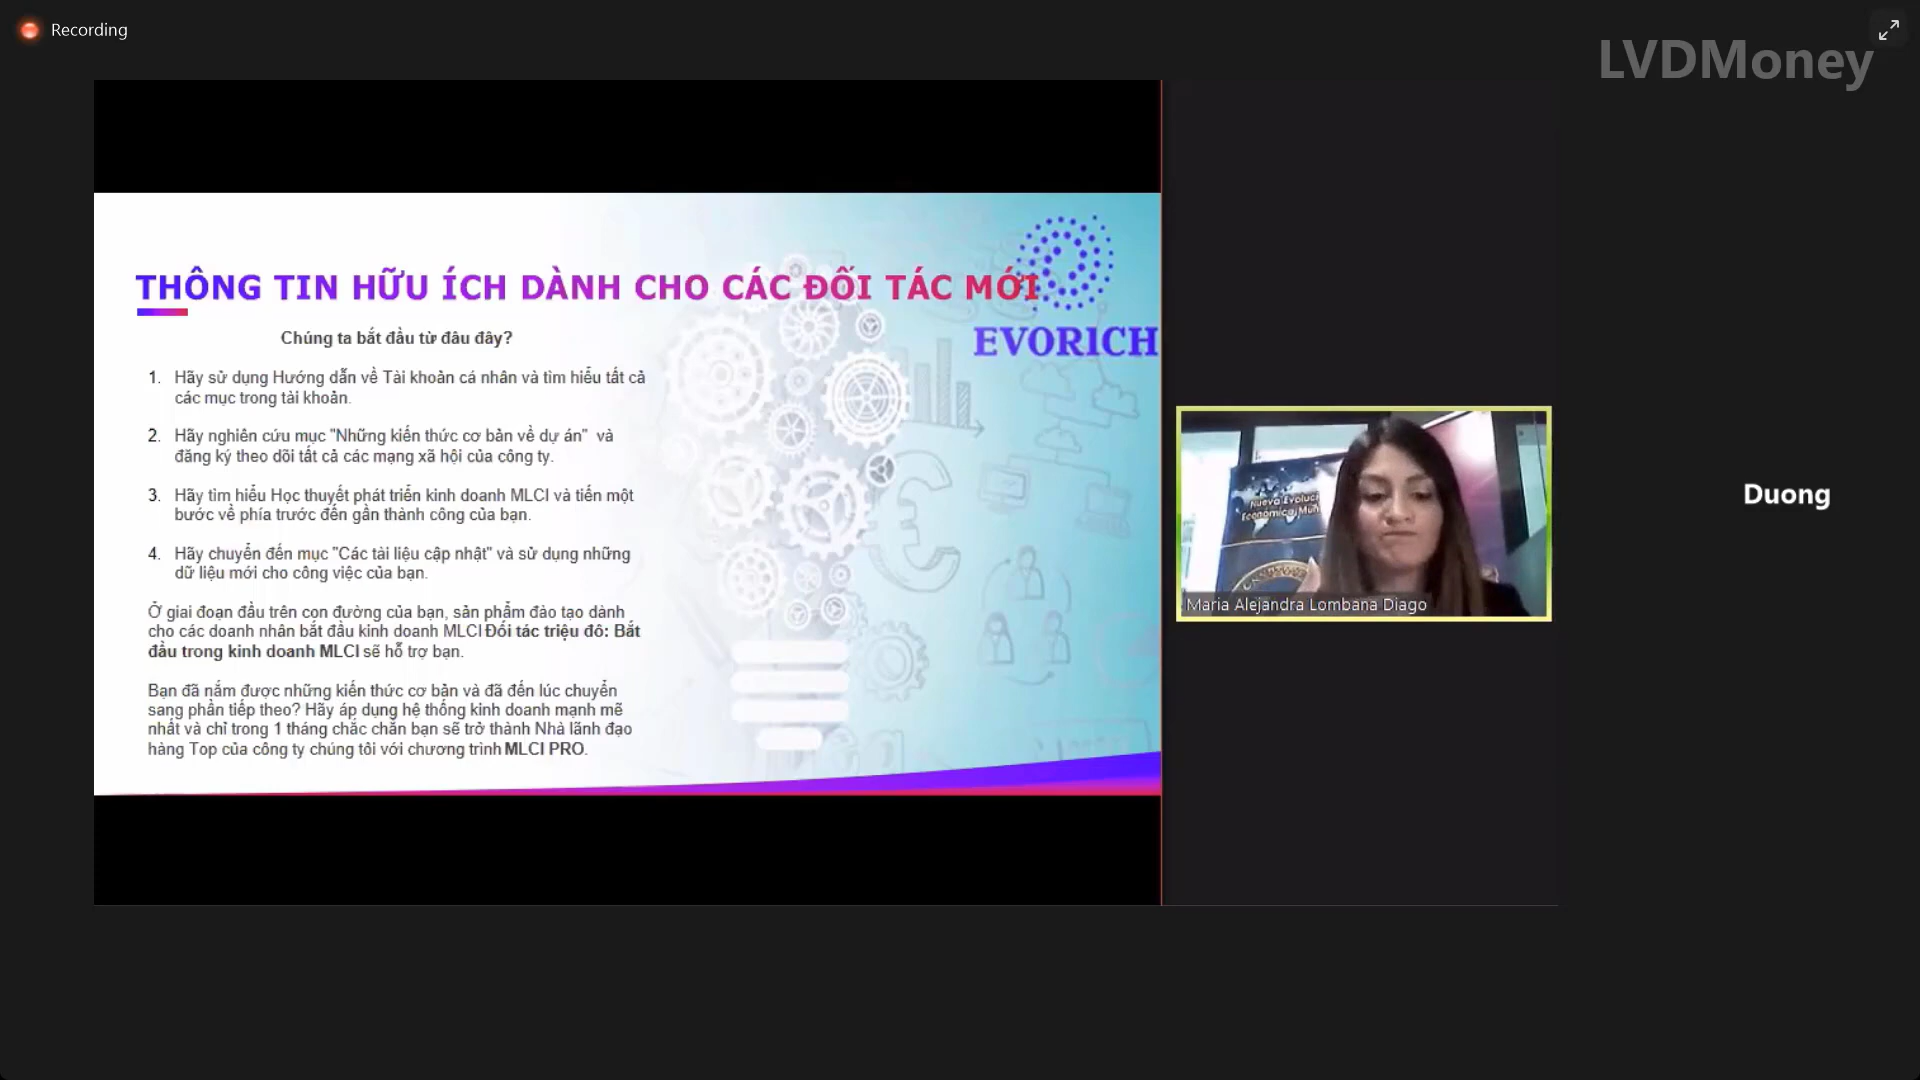 Recording
LVDMoney
THÔNG TIN HỮU ÍCH DÀNH CHO CÁC ĐỐI TÁC MỚI
EVORICH
Chúng ta bắt đầu từ đâu đây?
1. Hãy sử dụng Hướng dẫn về Tài khoản cá nhân và tìm hiểu tất cả
các mục trong tài khoản.
2. Hãy nghiên cứu mục "Những kiến thức cơ bản về dự án" và
đăng ký theo dõi tất cả các mạng xã hội của công ty.
3. Hãy tìm hiểu Học thuyết phát triển kinh doanh MLCI và tiến một
bước về phía trước đến gần thành công của bạn.
4. Hãy chuyển đến mục "Các tài liệu cập nhật" và sử dụng những
dữ liệu mới cho công việc của bạn.
Ở giai đoạn đầu trên con đường của bạn, sản phẩm đào tạo dành
cho các doanh nhân bắt đầu kinh doanh MLCI Đối tác triệu đô: Bắt
đầu trong kinh doanh MLCI sẽ hỗ trợ bạn.
Bạn đã nắm được những kiến thức cơ bản và đã đến lúc chuyển
sang phần tiếp theo? Hãy áp dụng hệ thống kinh doanh mạnh mẽ
nhất và chỉ trong 1 tháng chắc chắn bạn sẽ trở thành Nhà lãnh đạo
hàng Top của công ty chúng tôi với chương trình MLCI PRO.
Nueva Evoluci
Económica Mun
Maria Alejandra Lombana Diago
Duong